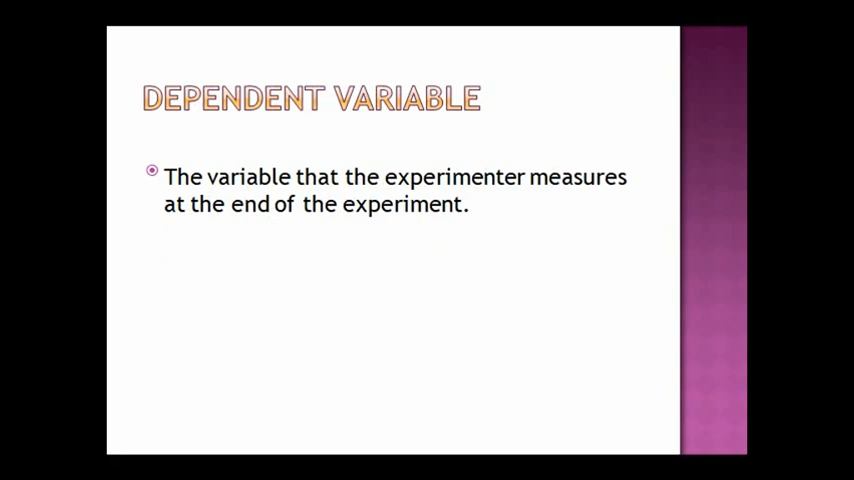 DEPENDENT VARIABLE
The variable that the experimenter measures
at the end of the experiment.